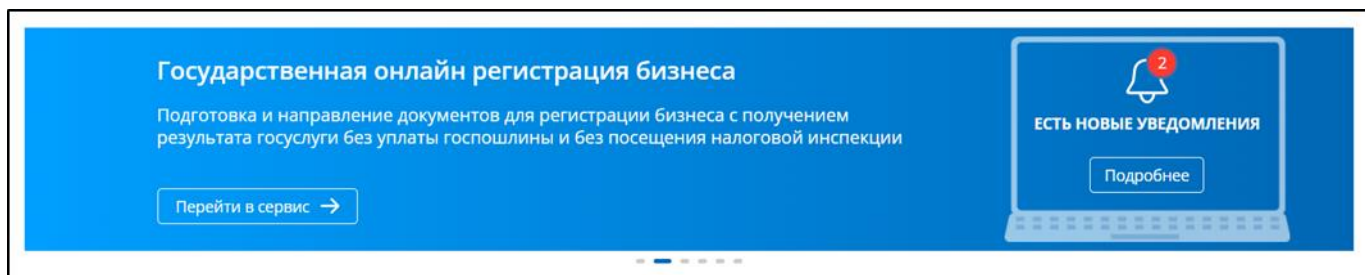 Государственная онлайн регистрация бизнеса
Подготовка и направление документов для регистрации бизнеса с получением
результата госуслуги без уплаты госпошлины и без посещения налоговой инспекции
Перейти в сервис →
2
ЕСТЬ НОВЫЕ УВЕДОМЛЕНИЯ
Подробнее